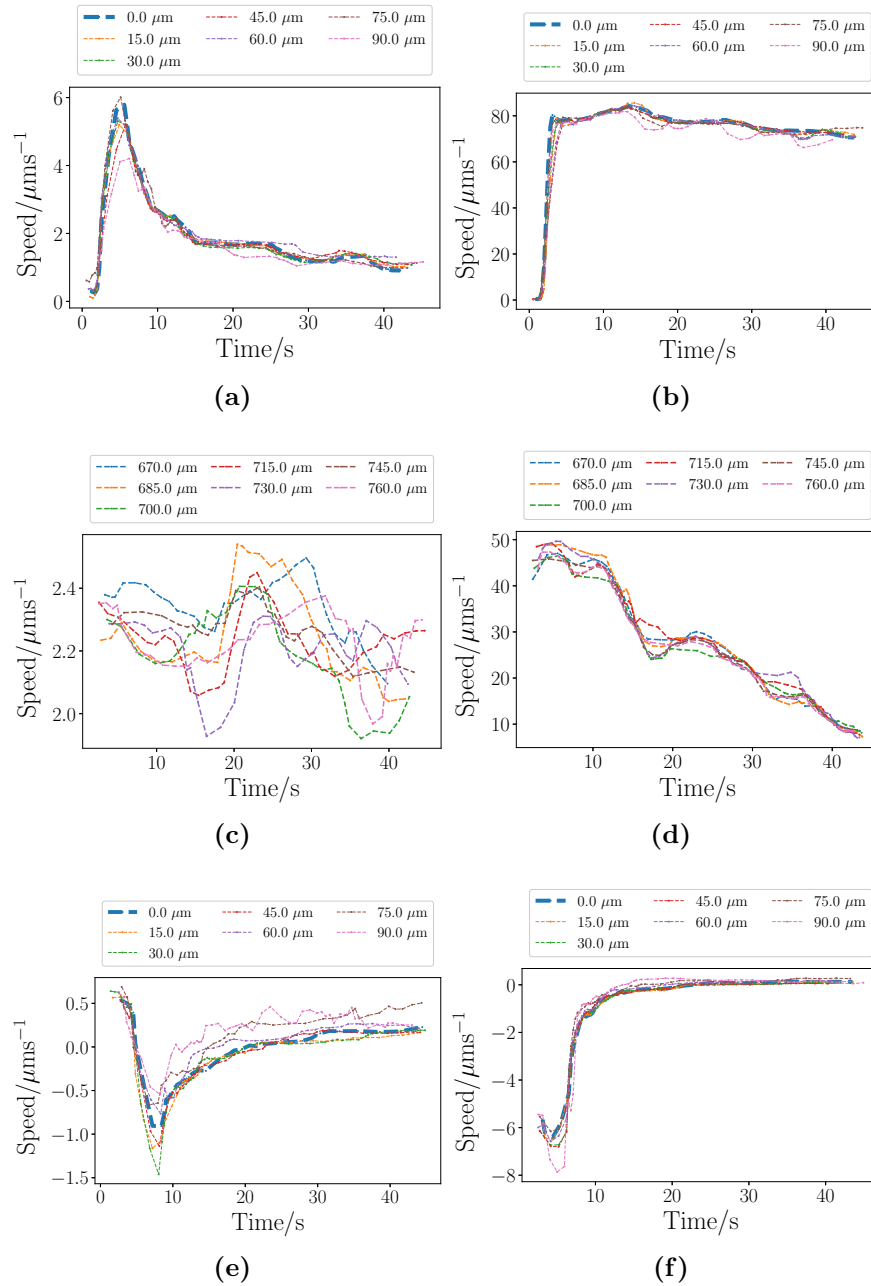 0.0 μm 45.0 μm 75.0 μm
15.0 μm 60.0 μm 90.0 μm
30.0 μm
6
4
2
0
Speed/μms⁻¹
0 10 20 30 40
Time/s
(a)
0.0 μm 45.0 μm 75.0 μm
15.0 μm 60.0 μm 90.0 μm
30.0 μm
80
60
40
20
0
Speed/μms⁻¹
0 10 20 30 40
Time/s
(b)
670.0 μm 715.0 μm 745.0 μm
685.0 μm 730.0 μm 760.0 μm
700.0 μm
2.4
2.2
2.0
Speed/μms⁻¹
10 20 30 40
Time/s
(c)
670.0 μm 715.0 μm 745.0 μm
685.0 μm 730.0 μm 760.0 μm
700.0 μm
50
40
30
20
10
Speed/μms⁻¹
10 20 30 40
Time/s
(d)
0.0 μm 45.0 μm 75.0 μm
15.0 μm 60.0 μm 90.0 μm
30.0 μm
0.5
0.0
−0.5
−1.0
−1.5
Speed/μms⁻¹
0 10 20 30 40
Time/s
(e)
0.0 μm 45.0 μm 75.0 μm
15.0 μm 60.0 μm 90.0 μm
30.0 μm
0
−2
−4
−6
−8
Speed/μms⁻¹
10 20 30 40
Time/s
(f)